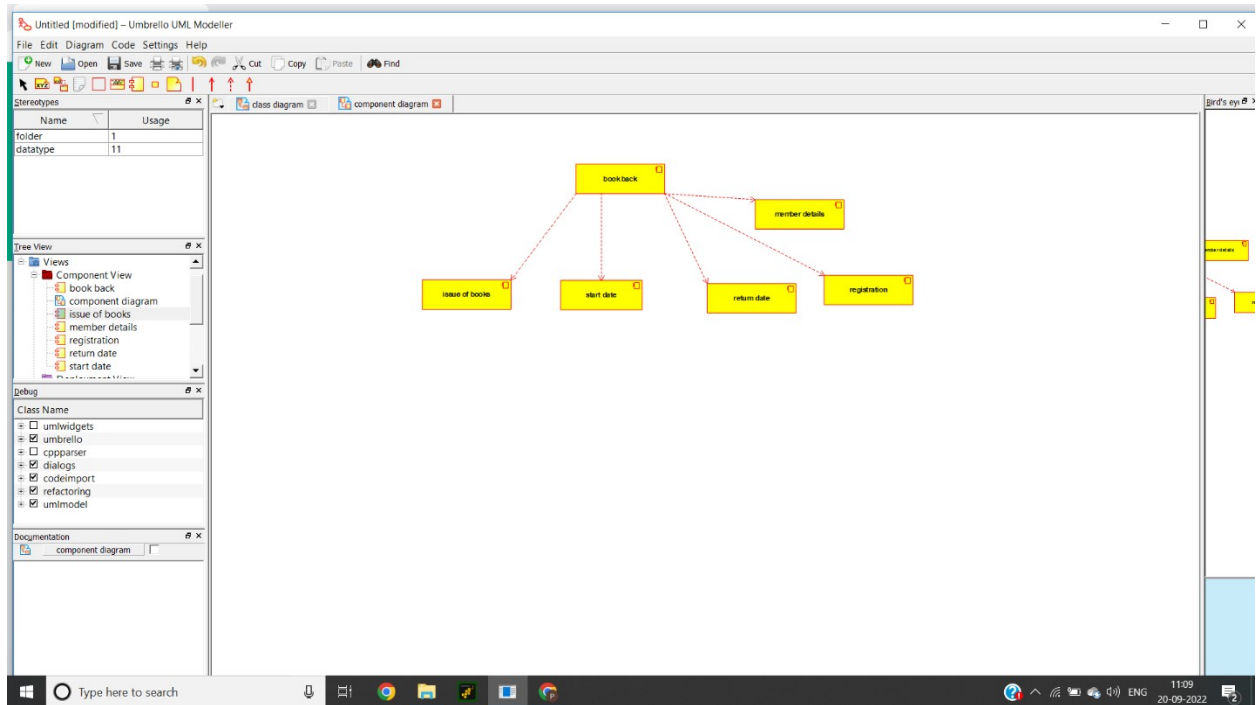 Untitled [modified] – Umbrello UML Modeller
File Edit Diagram Code Settings Help
New Open Save Cut Copy Paste Find
Stereotypes
Name Usage
folder 1
datatype 11
Tree View
Views
Component View
book back
component diagram
issue of books
member details
registration
return date
start date
Debug
Class Name
umlwidgets
umbrello
cppparser
dialogs
codeimport
refactoring
umlmodel
Documentation
component diagram
class diagram component diagram
book back
member details
issue of books
start date
return date
registration
Bird's ey
Type here to search
ENG
11:09
20-09-2022
2